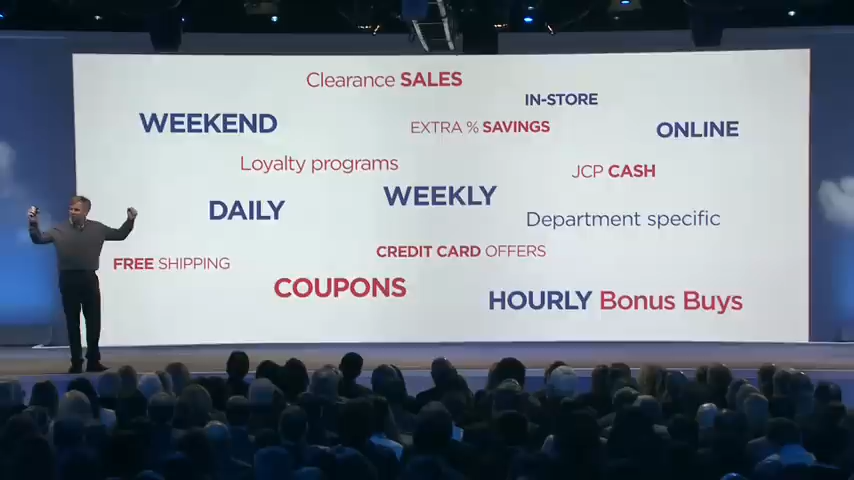 Clearance SALES
IN-STORE
WEEKEND
EXTRA % SAVINGS
ONLINE
Loyalty programs
JCP CASH
DAILY
WEEKLY
Department specific
FREE SHIPPING
CREDIT CARD OFFERS
COUPONS
HOURLY Bonus Buys